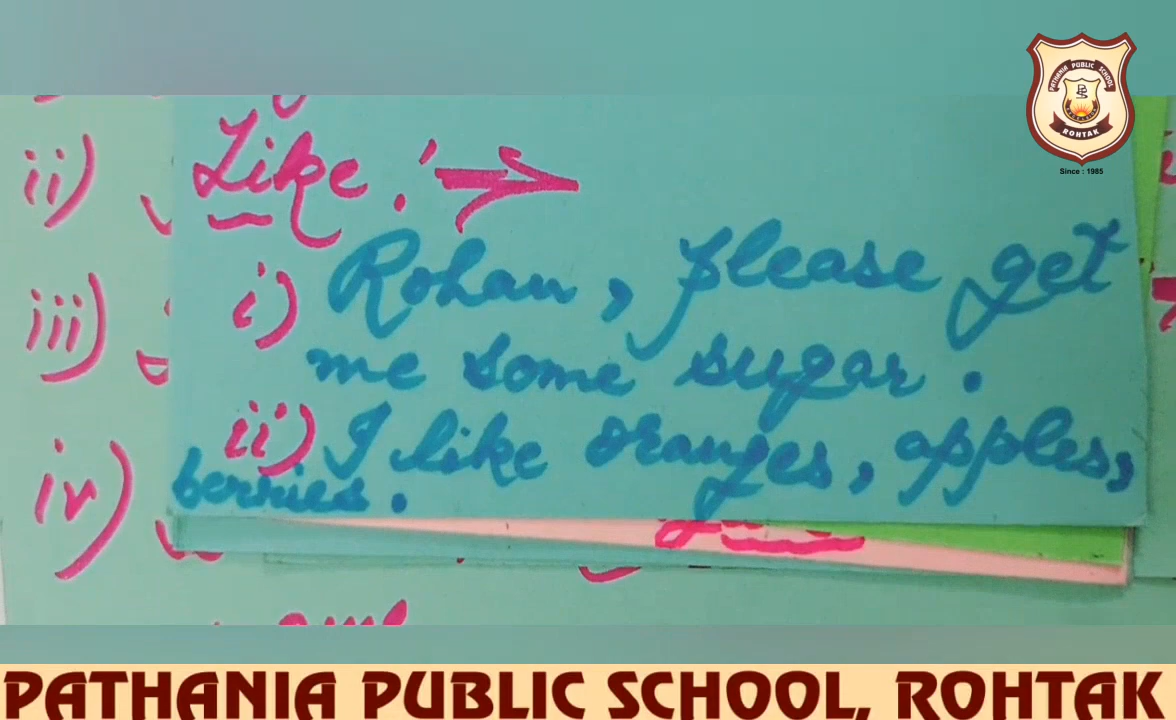 PATHANIA PUBLIC SCHOOL
ROHTAK
Since : 1985
ii)
iii)
iv)
Like :→
i) Rohan, please get
me some sugar.
ii) I like oranges, apples,
berries.
PATHANIA PUBLIC SCHOOL, ROHTAK